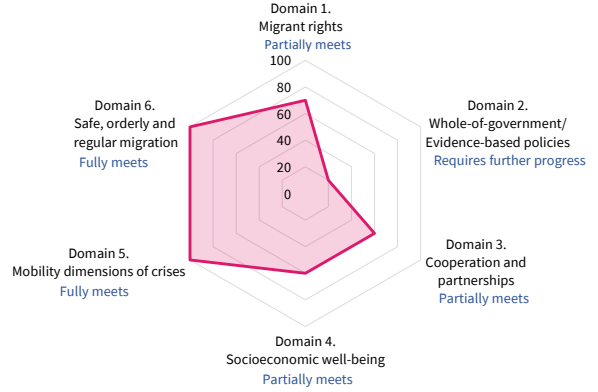 Domain 1.
Migrant rights
Partially meets
100
80
60
40
20
0
Domain 2.
Whole-of-government/
Evidence-based policies
Requires further progress
Domain 3.
Cooperation and
partnerships
Partially meets
Domain 4.
Socioeconomic well-being
Partially meets
Domain 5.
Mobility dimensions of crises
Fully meets
Domain 6.
Safe, orderly and
regular migration
Fully meets